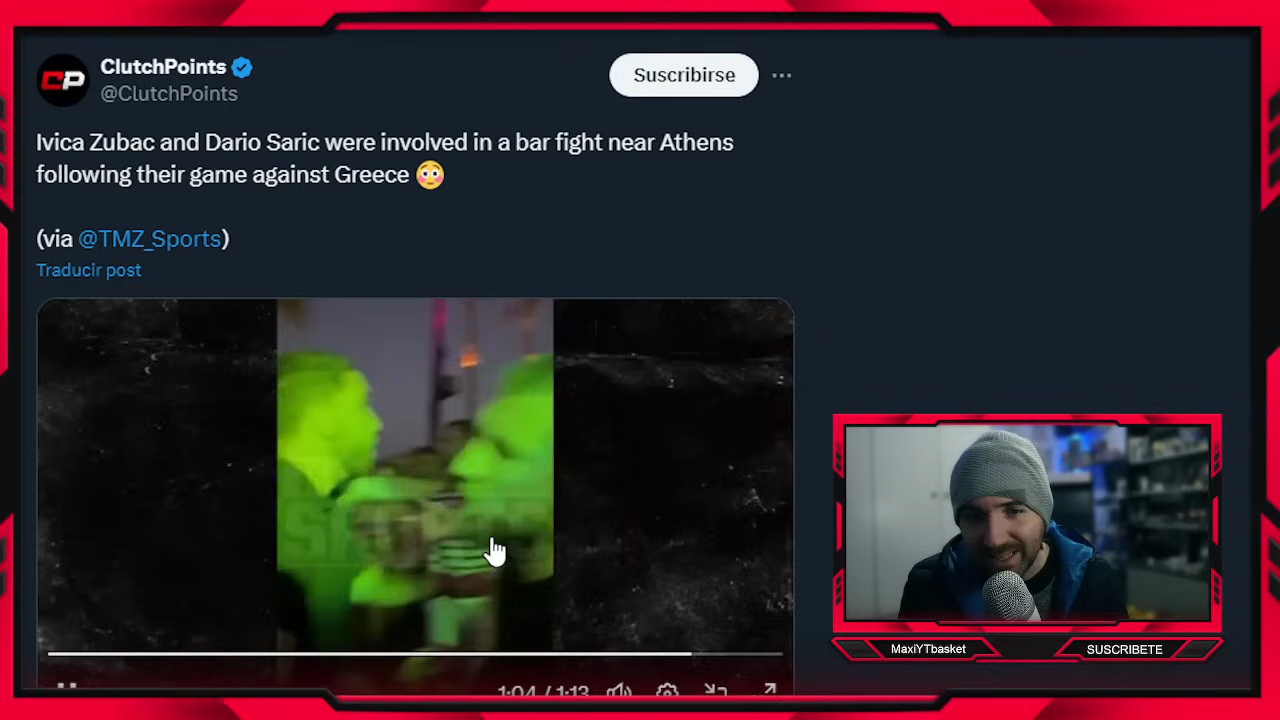 CP
ClutchPoints
@ClutchPoints
Suscribirse
Ivica Zubac and Dario Saric were involved in a bar fight near Athens
following their game against Greece 😳
(via @TMZ_Sports)
Traducir post
1:04 / 1:13
MaxiYTbasket
SUSCRIBETE